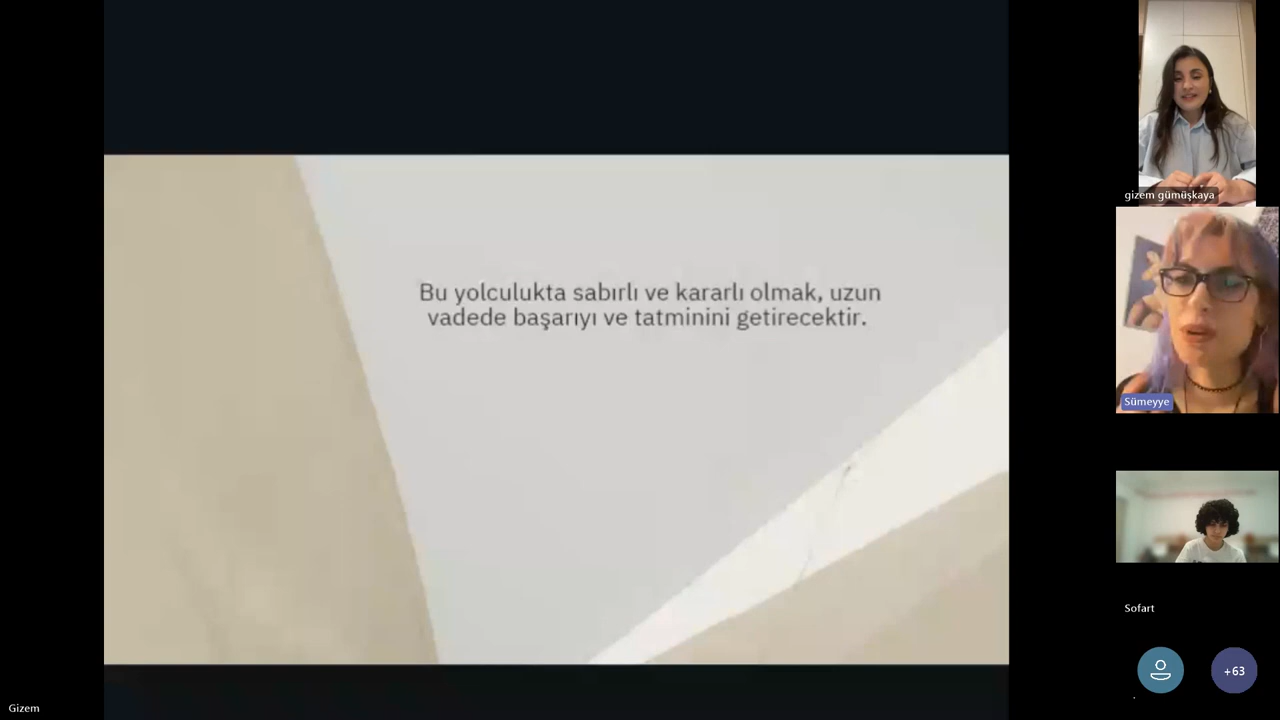 Bu yolculukta sabırlı ve kararlı olmak, uzun
vadede başarıyı ve tatminini getirecektir.
gizem gümüşkaya
Sümeyye
Sofart
+63
Gizem